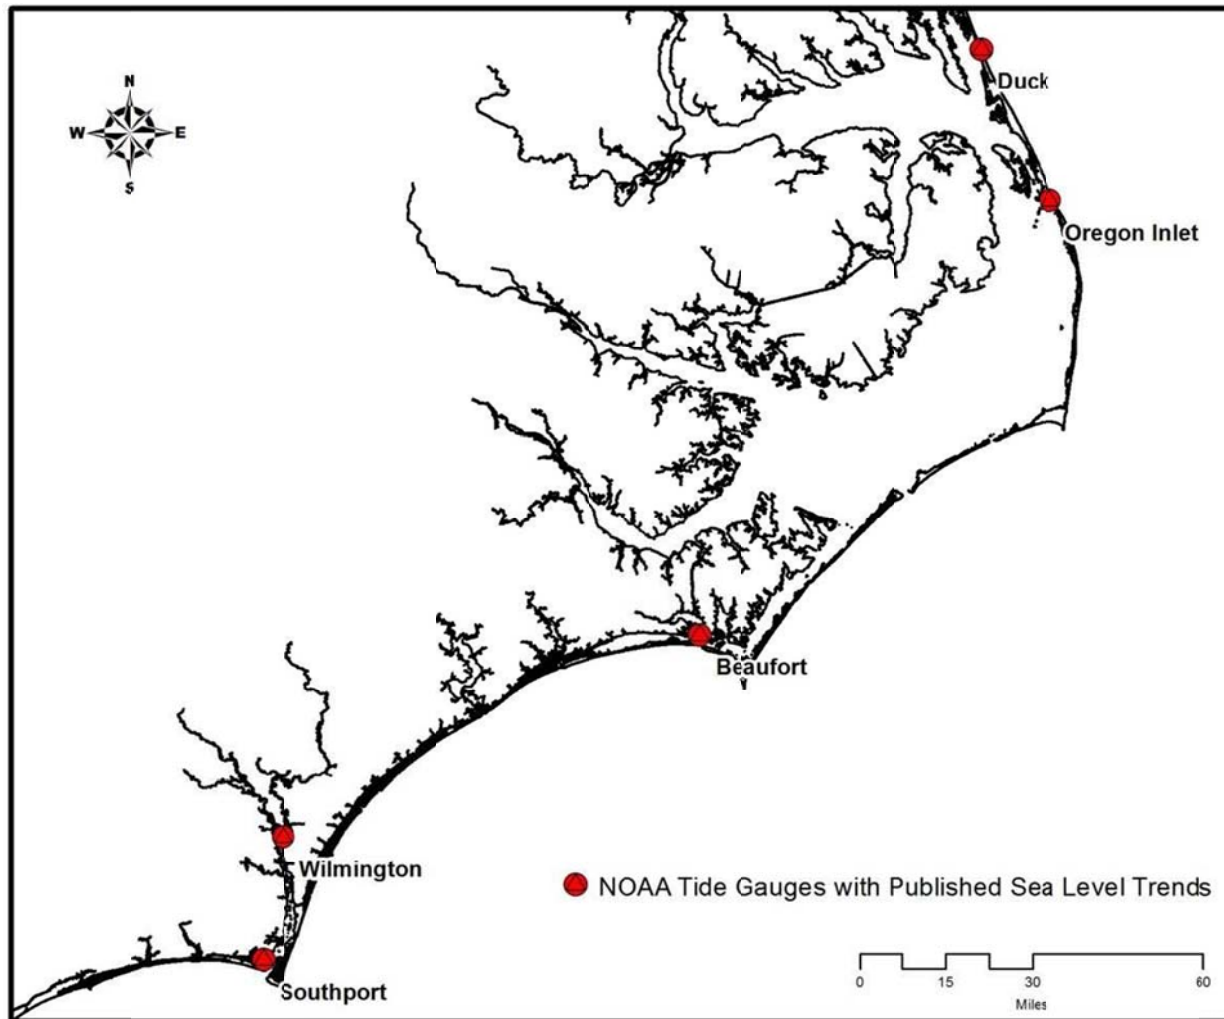 Duck
N
W E
S
Oregon Inlet
Beaufort
Wilmington
NOAA Tide Gauges with Published Sea Level Trends
Southport
0 15 30 60
Miles